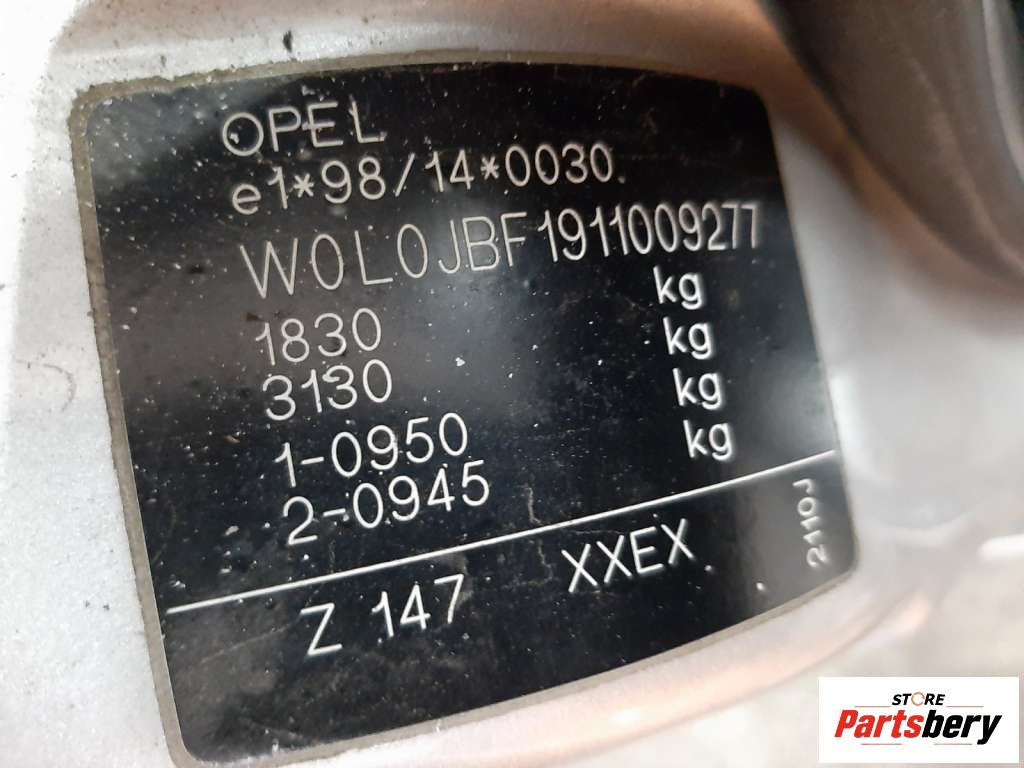 OPEL
e1*98/14*0030
W0L0JBF1911009277
1830 kg
3130 kg
1-0950 kg
2-0945 kg
Z 147 XXEX
2110J
STORE
Partsbery